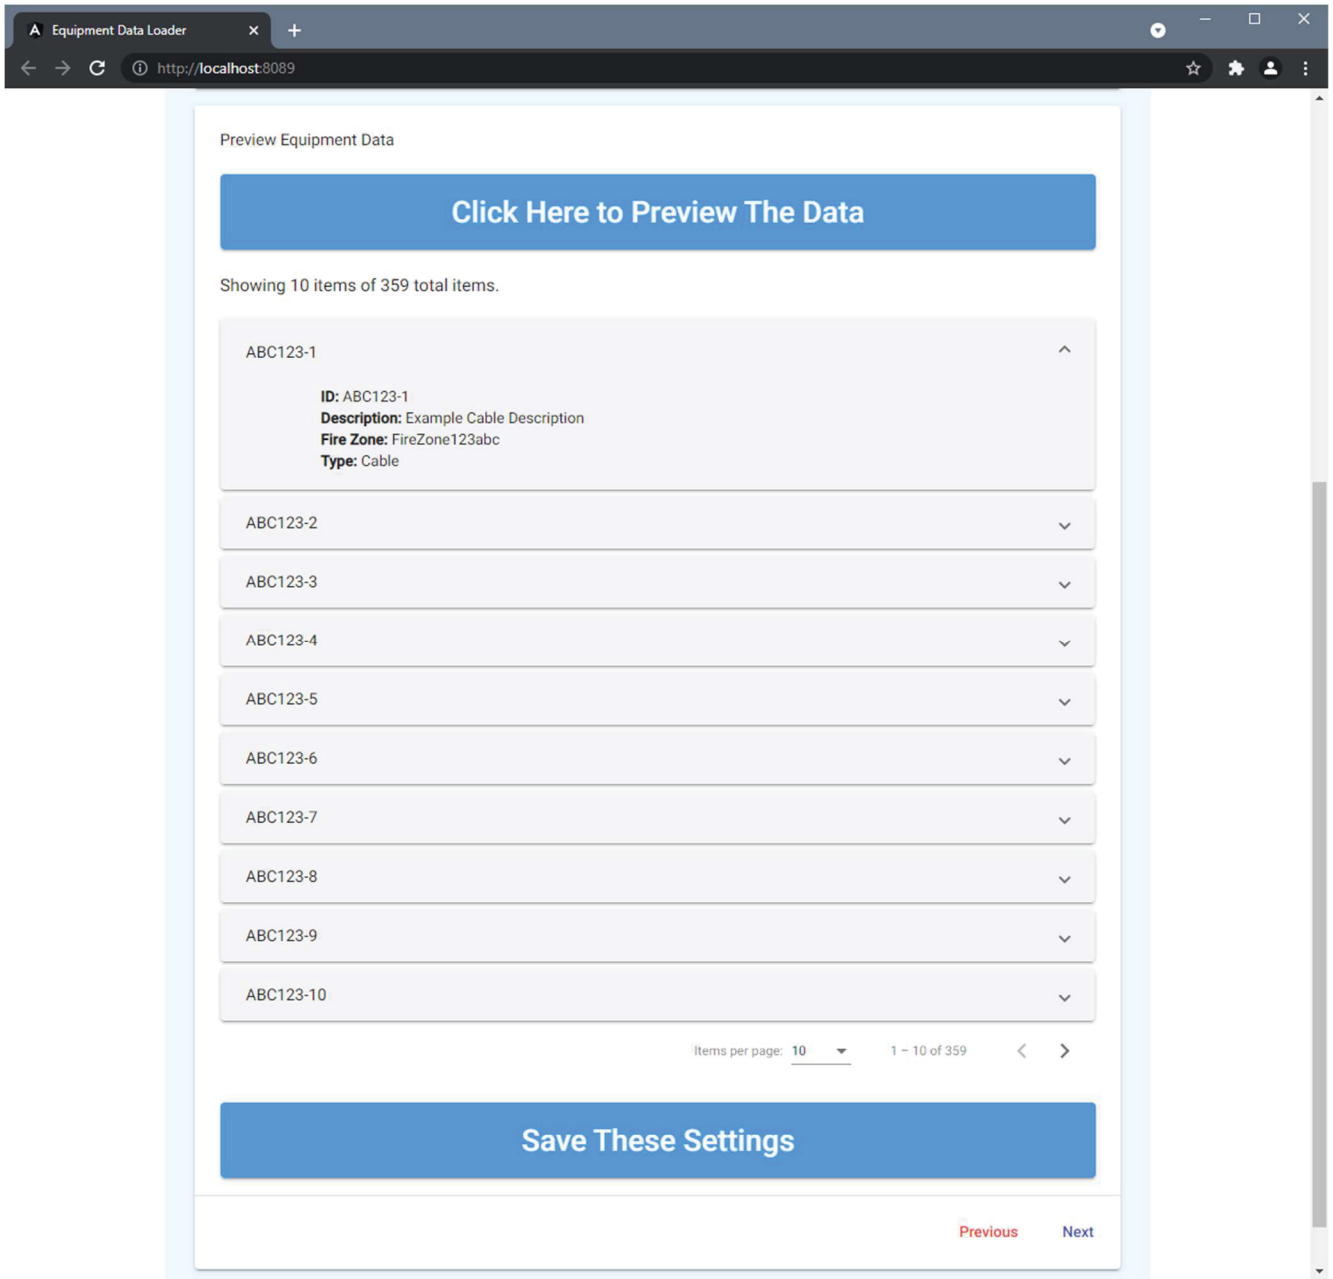 Equipment Data Loader
http://localhost:8089
Preview Equipment Data
Click Here to Preview The Data
Showing 10 items of 359 total items.
ABC123-1
ID: ABC123-1
Description: Example Cable Description
Fire Zone: FireZone123abc
Type: Cable
ABC123-2
ABC123-3
ABC123-4
ABC123-5
ABC123-6
ABC123-7
ABC123-8
ABC123-9
ABC123-10
Items per page: 10 1 – 10 of 359
Save These Settings
Previous Next